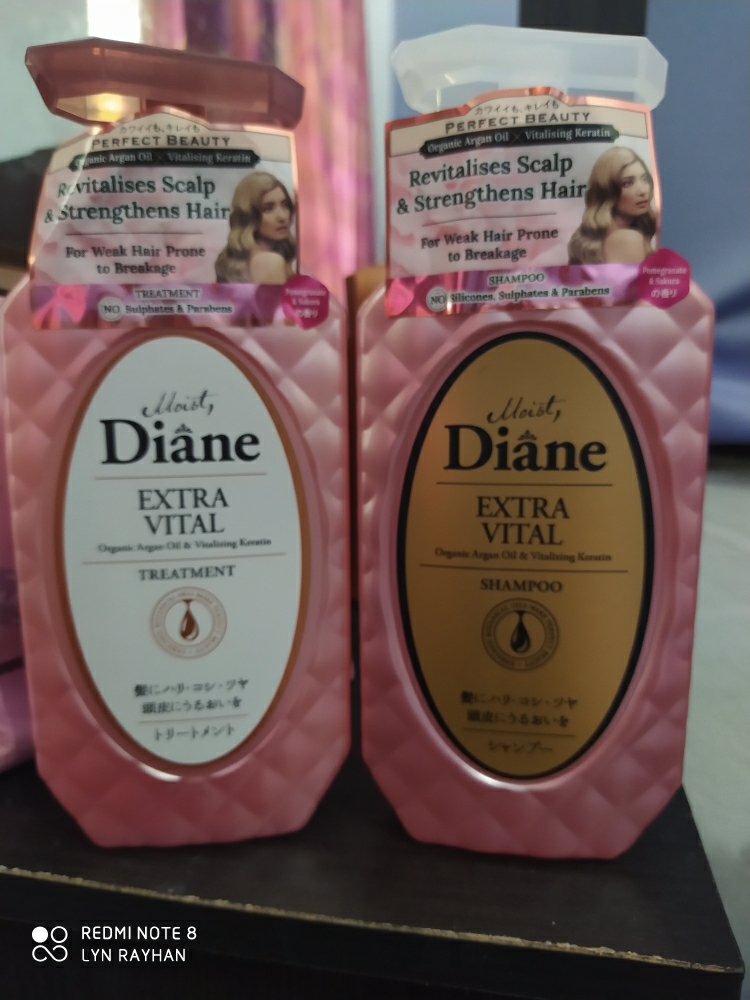 カワイイも、キレイも
PERFECT BEAUTY
Organic Argan Oil × Vitalising Keratin
Revitalises Scalp
& Strengthens Hair
For Weak Hair Prone
to Breakage
TREATMENT
NO Sulphates & Parabens
Pomegranate
& Sakura
の香り
Moist,
Diane
EXTRA
VITAL
Organic Argan Oil & Vitalizing Keratin
TREATMENT
髪にハリ・コシ・ツヤ
頭皮にうるおいを
トリートメント
カワイイも、キレイも
PERFECT BEAUTY
Organic Argan Oil × Vitalising Keratin
Revitalises Scalp
& Strengthens Hair
For Weak Hair Prone
to Breakage
SHAMPOO
NO Silicones, Sulphates & Parabens
Pomegranate
& Sakura
の香り
Moist,
Diane
EXTRA
VITAL
Organic Argan Oil & Vitalizing Keratin
SHAMPOO
髪にハリ・コシ・ツヤ
頭皮にうるおいを
シャンプー
REDMI NOTE 8
LYN RAYHAN